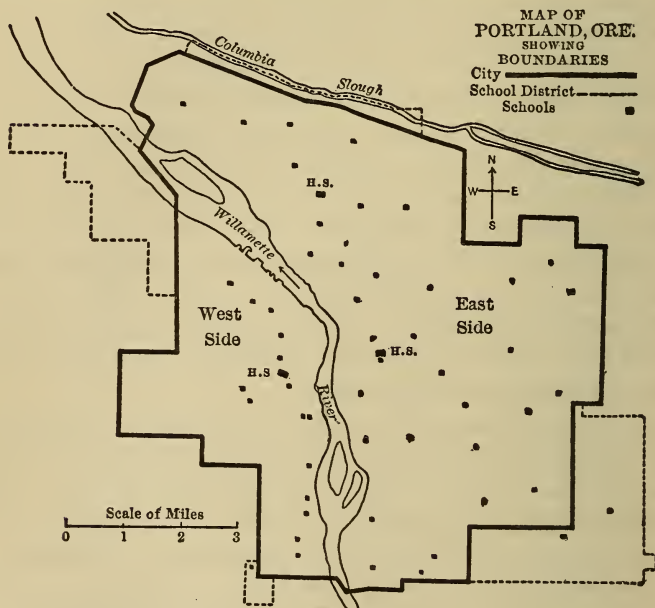 MAP OF
PORTLAND, ORE.
SHOWING
BOUNDARIES
City
School District
Schools
Columbia
Slough
N
W E
S
H.S.
Willamette
West
Side
East
Side
H.S.
H.S
River
Scale of Miles
0 1 2 3